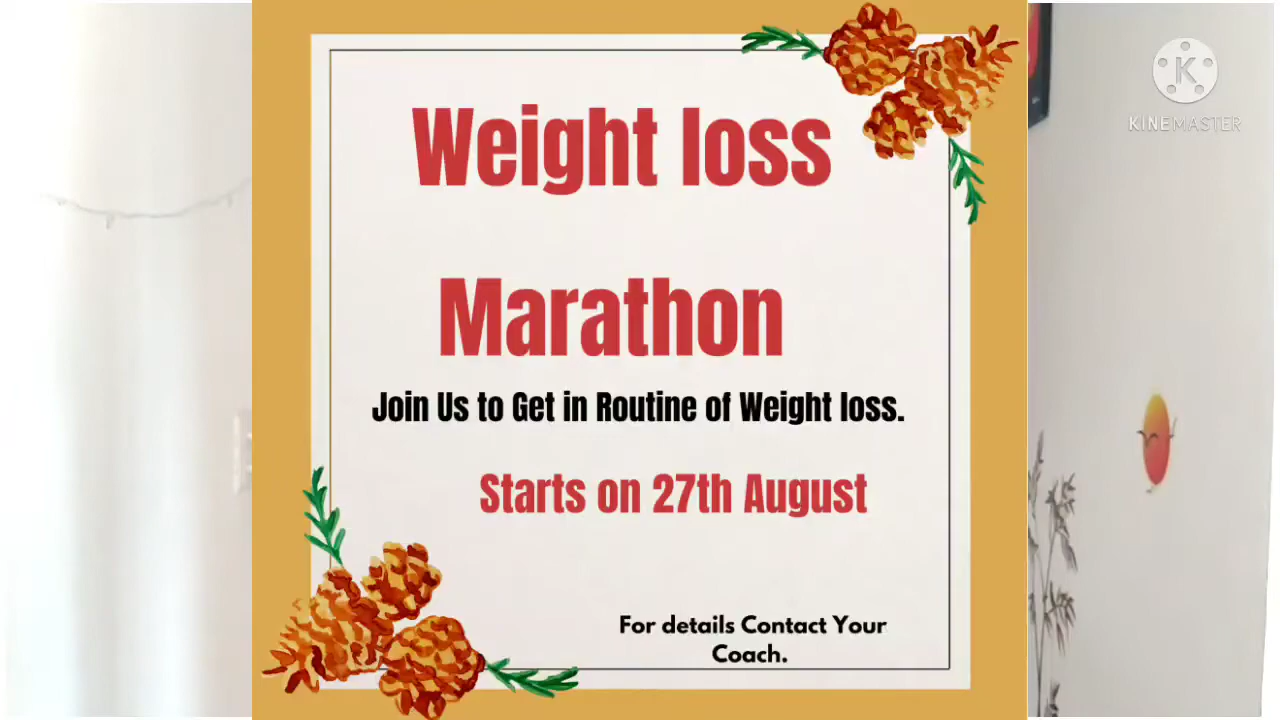 K
KINEMASTER
Weight loss
Marathon
Join Us to Get in Routine of Weight loss.
Starts on 27th August
For details Contact Your
Coach.